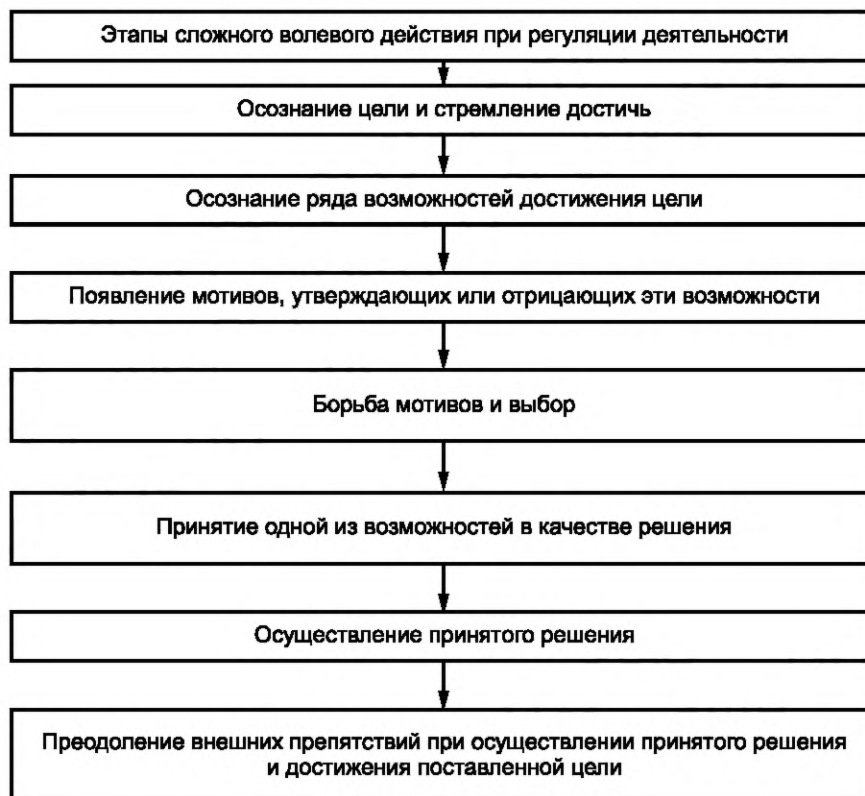 Этапы сложного волевого действия при регуляции деятельности
Осознание цели и стремление достичь
Осознание ряда возможностей достижения цели
Появление мотивов, утверждающих или отрицающих эти возможности
Борьба мотивов и выбор
Принятие одной из возможностей в качестве решения
Осуществление принятого решения
Преодоление внешних препятствий при осуществлении принятого решения
и достижения поставленной цели